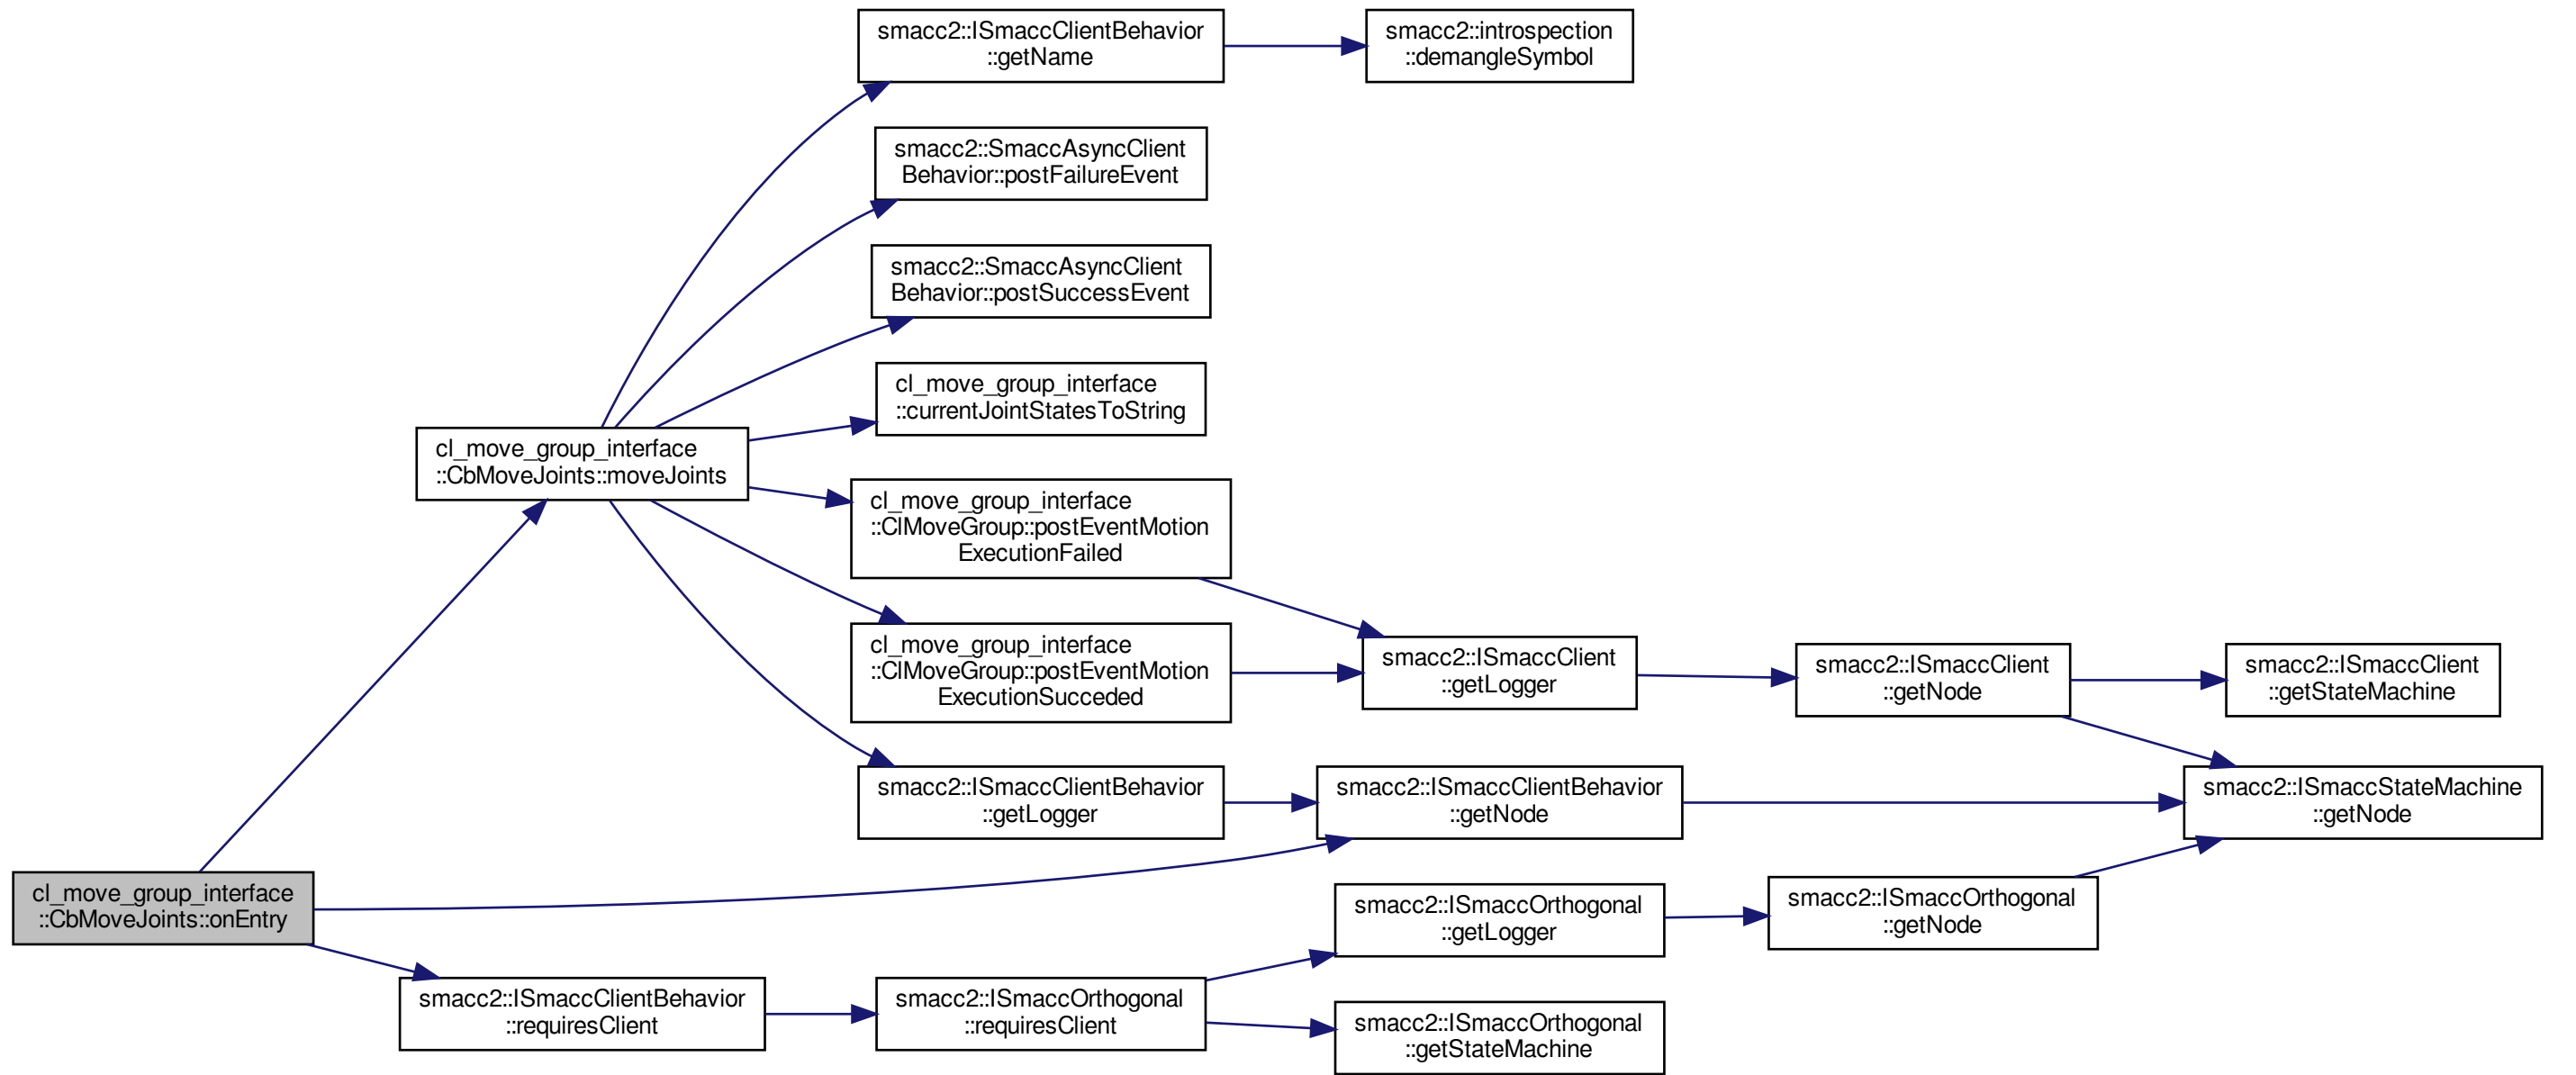 smacc2::ISmaccClientBehavior
::getName
smacc2::introspection
::demangleSymbol
smacc2::SmaccAsyncClient
Behavior::postFailureEvent
smacc2::SmaccAsyncClient
Behavior::postSuccessEvent
cl_move_group_interface
::currentJointStatesToString
cl_move_group_interface
::CbMoveJoints::moveJoints
cl_move_group_interface
::ClMoveGroup::postEventMotion
ExecutionFailed
cl_move_group_interface
::ClMoveGroup::postEventMotion
ExecutionSucceded
smacc2::ISmaccClient
::getLogger
smacc2::ISmaccClient
::getNode
smacc2::ISmaccClient
::getStateMachine
smacc2::ISmaccClientBehavior
::getLogger
smacc2::ISmaccClientBehavior
::getNode
smacc2::ISmaccStateMachine
::getNode
cl_move_group_interface
::CbMoveJoints::onEntry
smacc2::ISmaccOrthogonal
::getLogger
smacc2::ISmaccOrthogonal
::getNode
smacc2::ISmaccClientBehavior
::requiresClient
smacc2::ISmaccOrthogonal
::requiresClient
smacc2::ISmaccOrthogonal
::getStateMachine